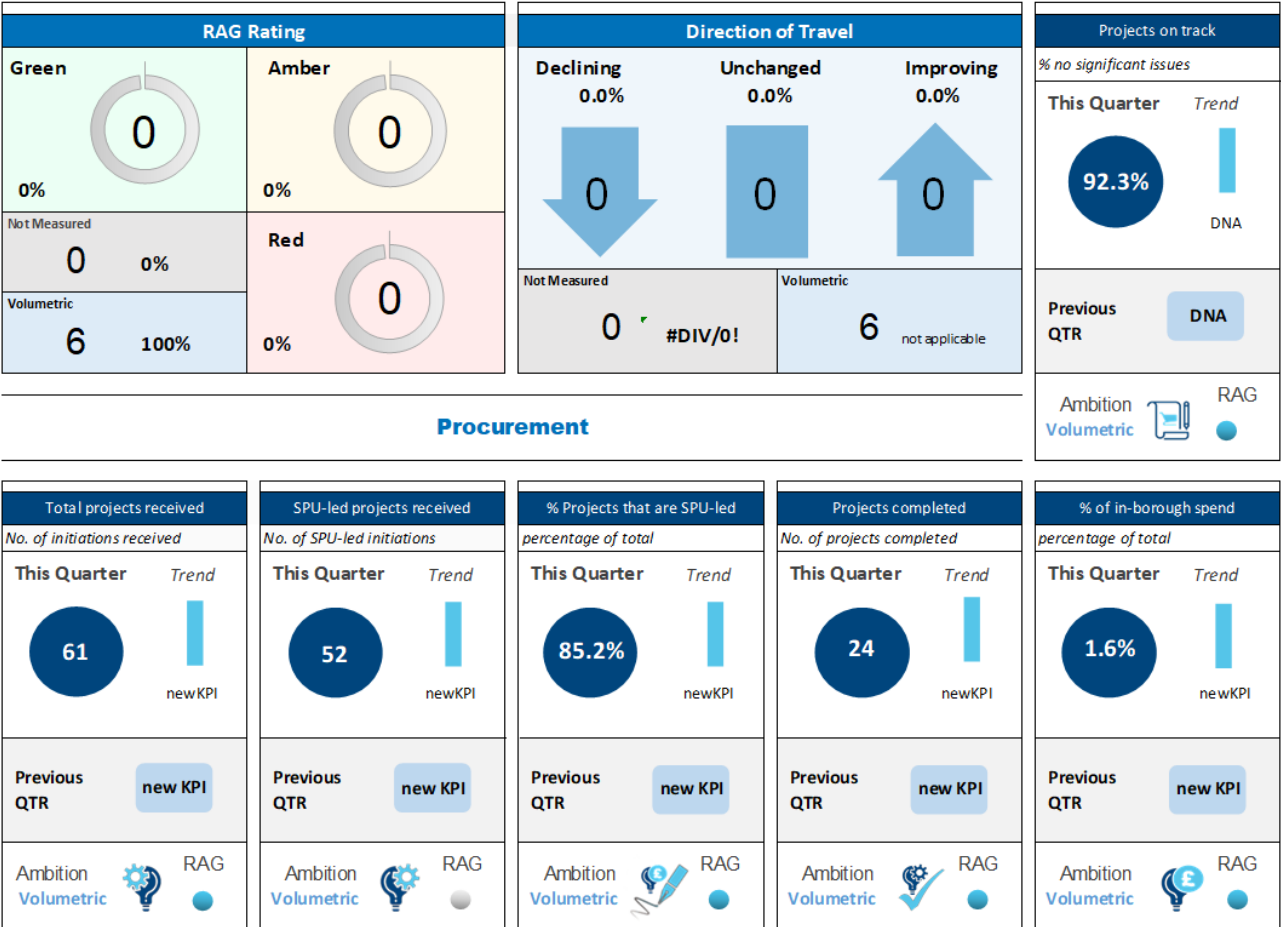 RAG Rating
Green
0
0%
Amber
0
0%
Not Measured
0 0%
Volumetric
6 100%
Red
0
0%
Direction of Travel
Declining Unchanged Improving
0.0% 0.0% 0.0%
0 0 0
Not Measured
0 #DIV/0!
Volumetric
6 not applicable
Projects on track
% no significant issues
This Quarter Trend
92.3%
DNA
Previous
QTR
DNA
Ambition RAG
Volumetric
Procurement
Total projects received
No. of initiations received
This Quarter Trend
61
newKPI
Previous
QTR
new KPI
Ambition RAG
Volumetric
SPU-led projects received
No. of SPU-led initiations
This Quarter Trend
52
newKPI
Previous
QTR
new KPI
Ambition RAG
Volumetric
% Projects that are SPU-led
percentage of total
This Quarter Trend
85.2%
newKPI
Previous
QTR
new KPI
£
Ambition RAG
Volumetric
Projects completed
No. of projects completed
This Quarter Trend
24
newKPI
Previous
QTR
new KPI
Ambition RAG
Volumetric
% of in-borough spend
percentage of total
This Quarter Trend
1.6%
newKPI
Previous
QTR
new KPI
£
Ambition RAG
Volumetric